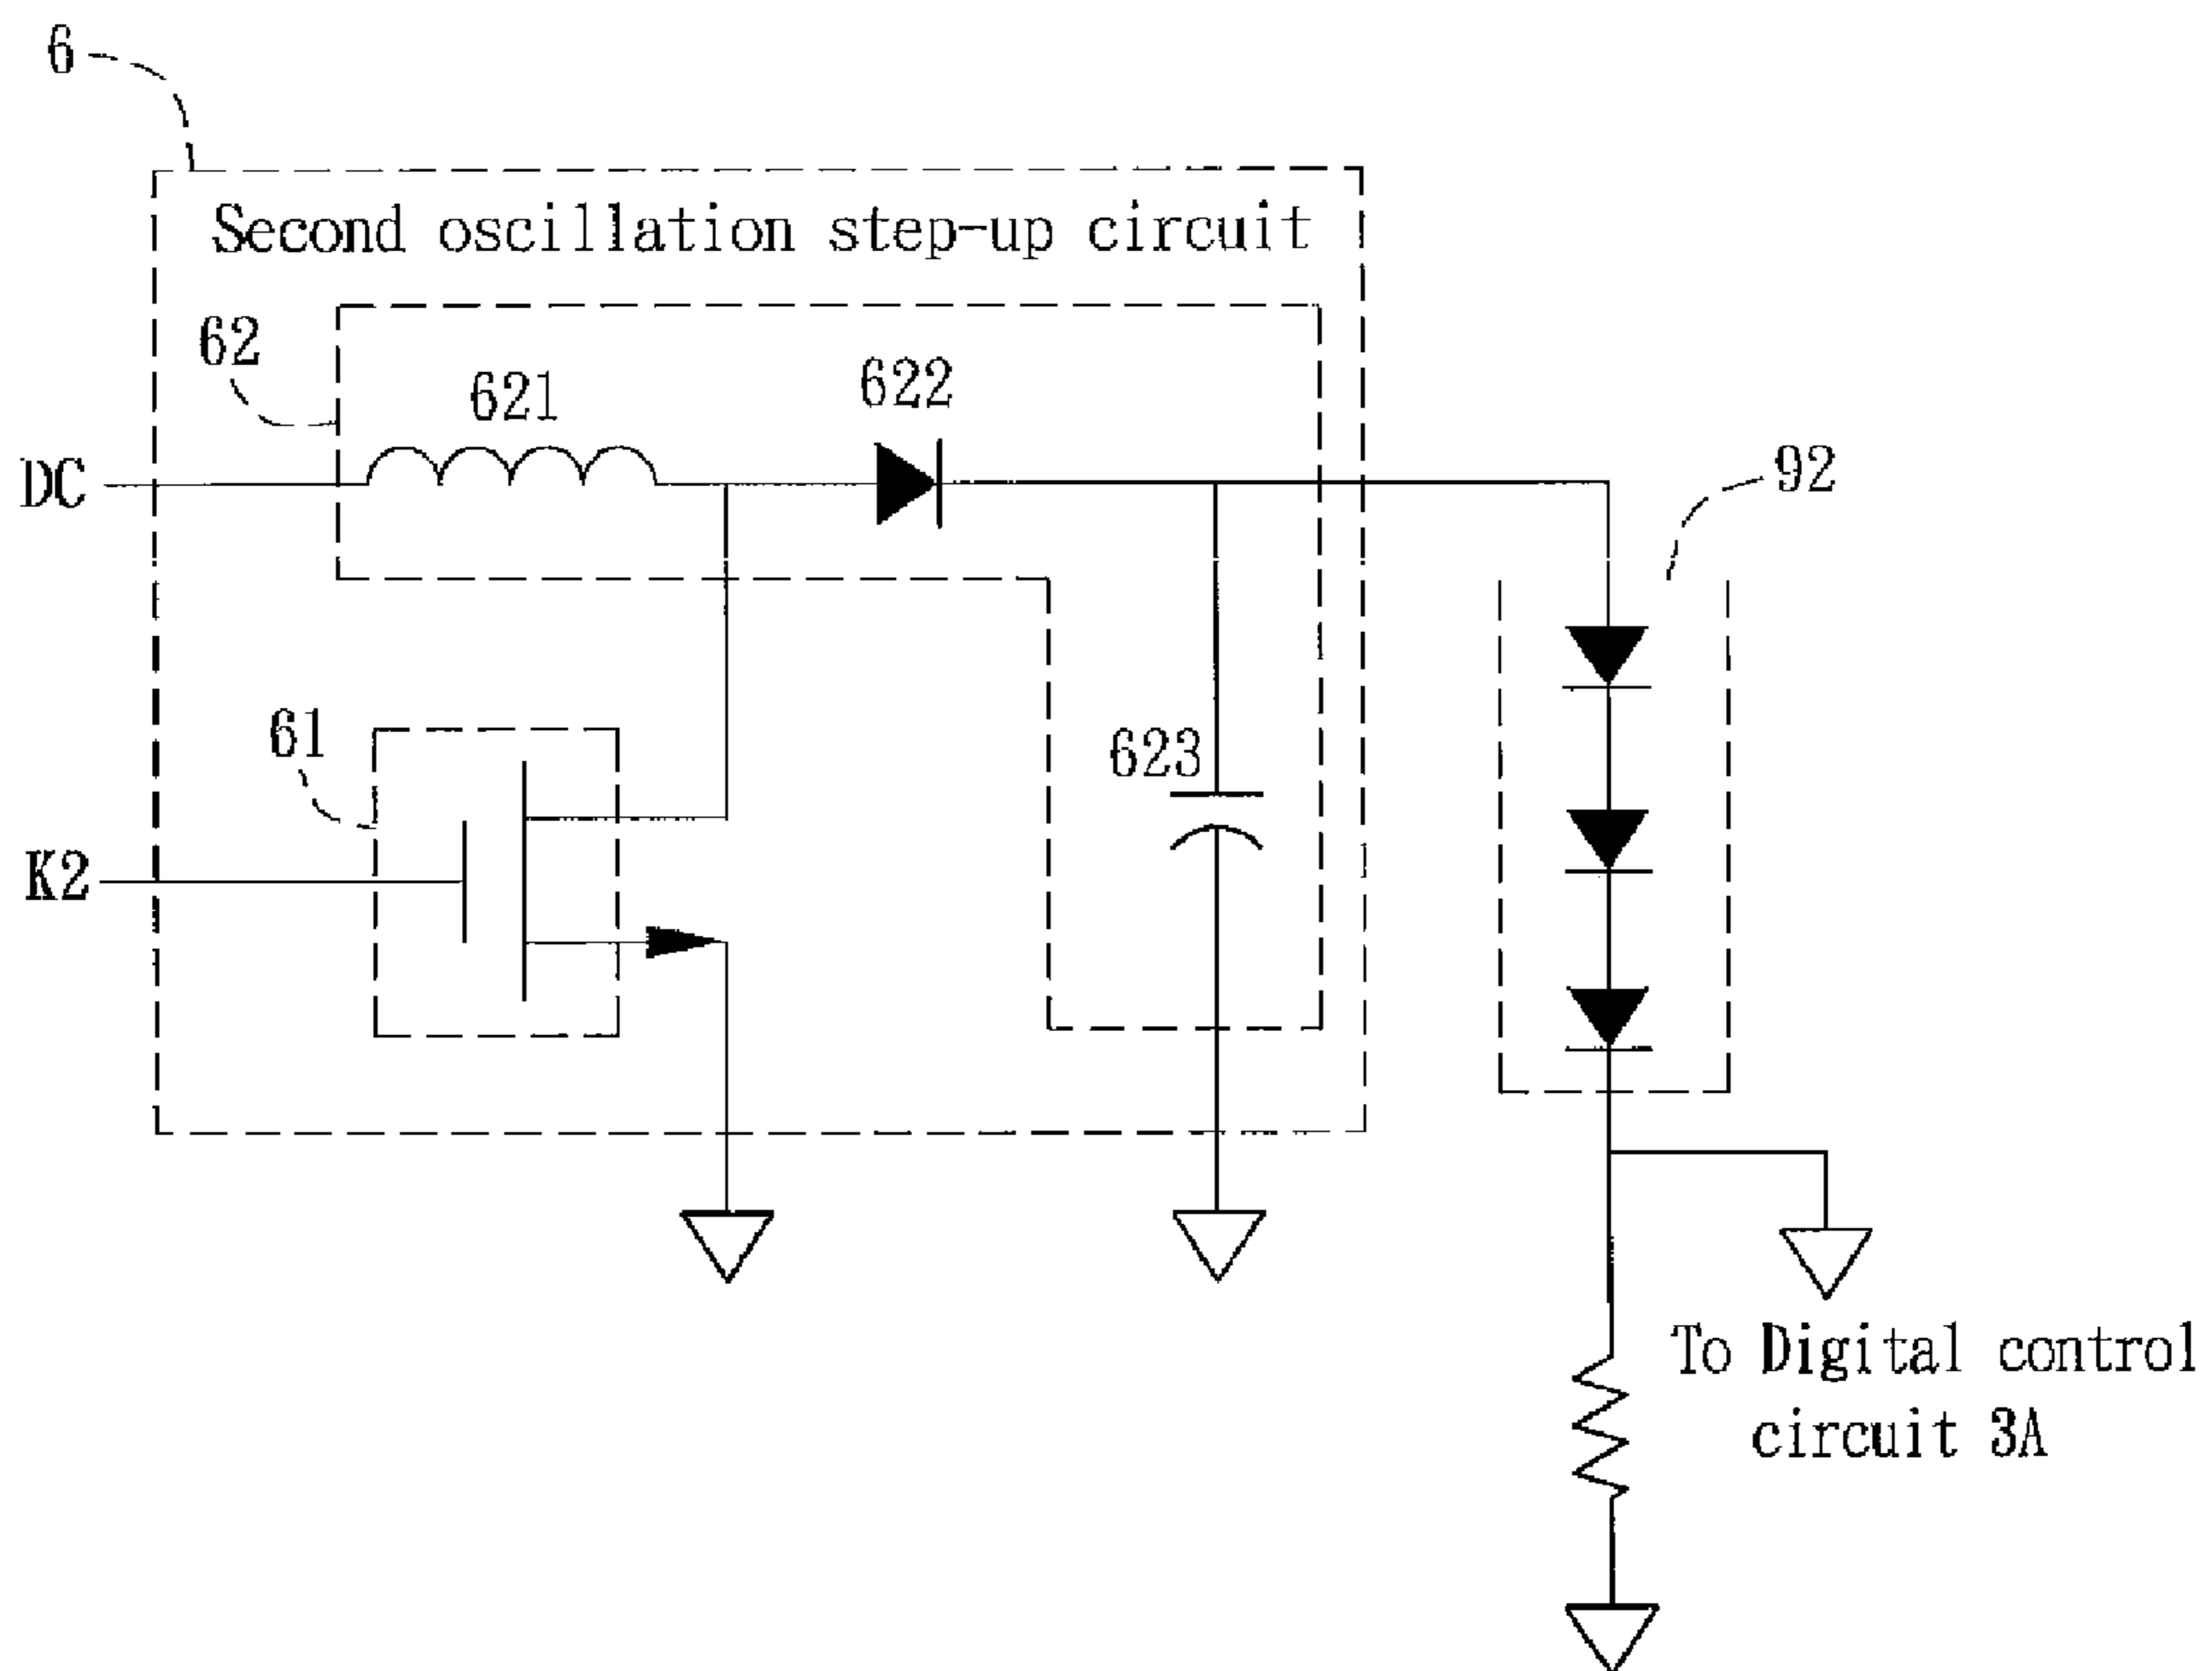 6
Second oscillation step-up circuit
62
621
622
DC
92
61
623
K2
To Digital control
circuit 3A